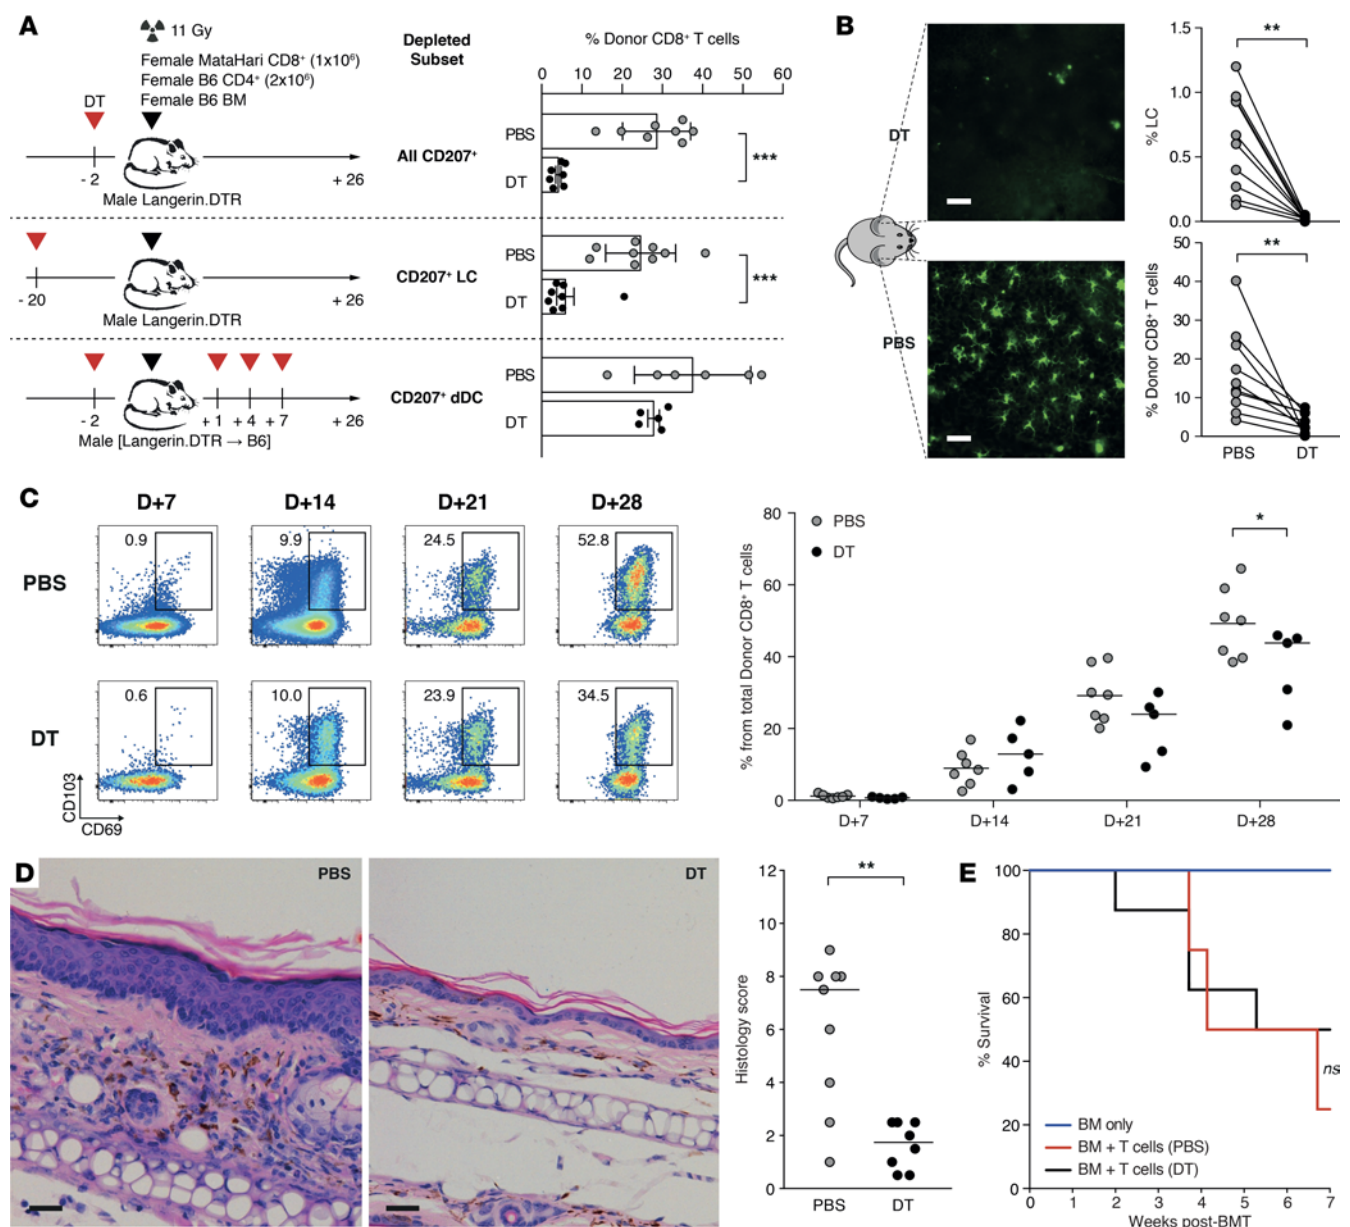 A
11 Gy
Female MataHari CD8⁺ (1x10⁶)
Female B6 CD4⁺ (2x10⁶)
Female B6 BM
Depleted
Subset
% Donor CD8⁺ T cells
0 10 20 30 40 50 60
DT
- 2
+ 26
Male Langerin.DTR
All CD207⁺
PBS
DT
***
- 20
+ 26
Male Langerin.DTR
CD207⁺ LC
PBS
DT
***
- 2
+ 1
+ 4
+ 7
+ 26
Male [Langerin.DTR → B6]
CD207⁺ dDC
PBS
DT
B
DT
PBS
% LC
1.5
1.0
0.5
0.0
**
% Donor CD8⁺ T cells
50
40
30
20
10
0
**
PBS DT
C
D+7 D+14 D+21 D+28
PBS
0.9 9.9 24.5 52.8
DT
0.6 10.0 23.9 34.5
CD103
CD69
% from total Donor CD8⁺ T cells
80
60
40
20
0
PBS
DT
*
D+7 D+14 D+21 D+28
D
PBS
DT
Histology score
12
10
8
6
4
2
0
**
PBS DT
E
% Survival
100
80
60
40
20
0
ns
BM only
BM + T cells (PBS)
BM + T cells (DT)
0 1 2 3 4 5 6 7
Weeks post-BMT